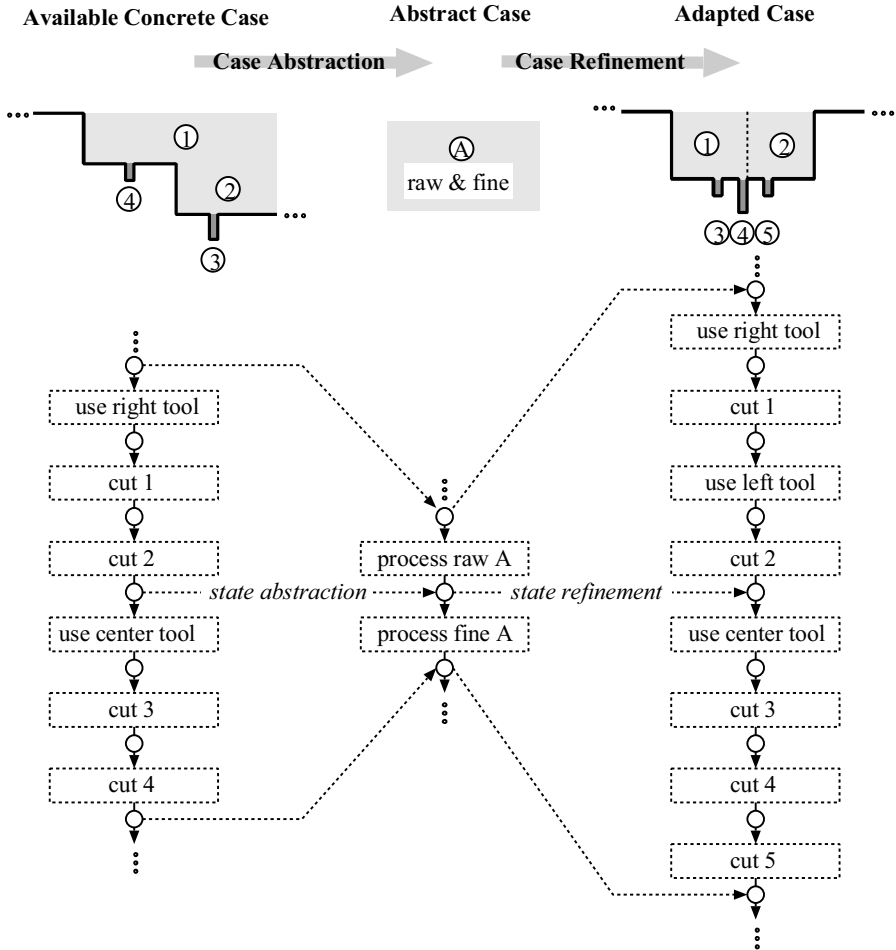 Available Concrete Case
Abstract Case
Adapted Case
Case Abstraction
Case Refinement
1
4
2
3
A
raw & fine
1
2
3 4 5
use right tool
cut 1
cut 2
use center tool
cut 3
cut 4
state abstraction
process raw A
process fine A
state refinement
use right tool
cut 1
use left tool
cut 2
use center tool
cut 3
cut 4
cut 5